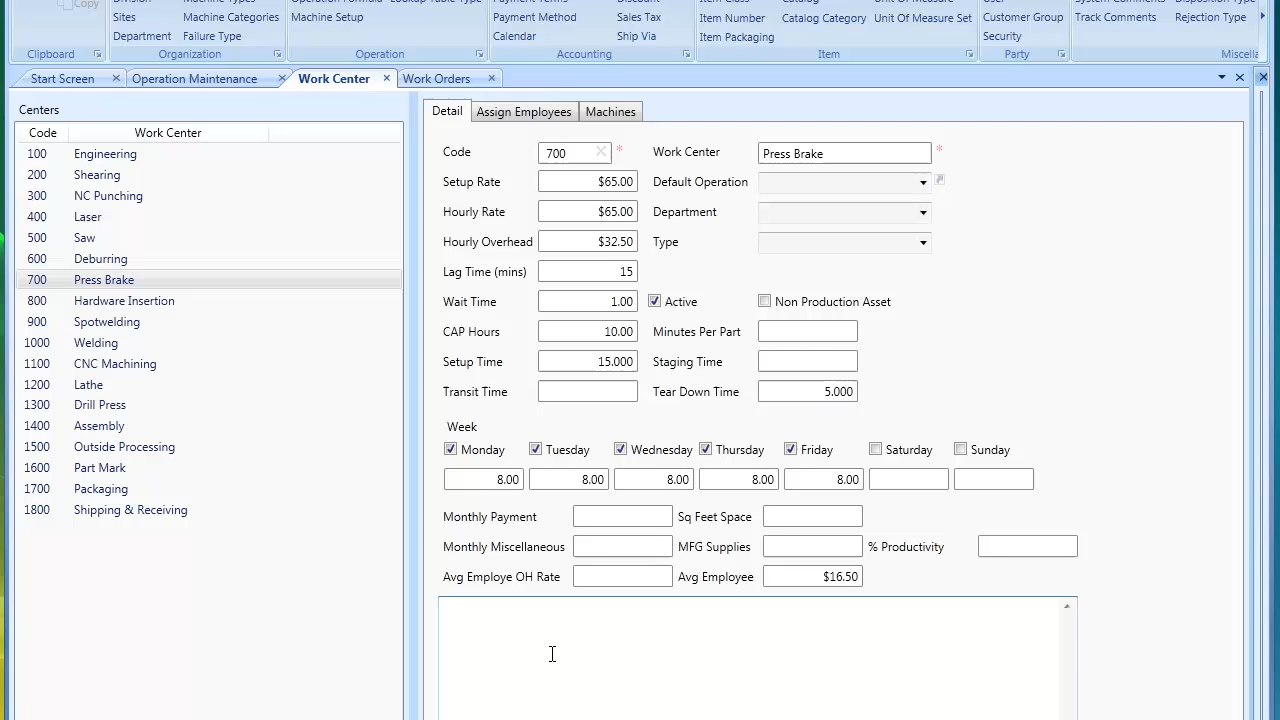 Copy Division Machine Types Operation Formula Lookup Table Type Payment Terms Discount Item Class Catalog Unit Of Measure User System Comments Disposition Type
Sites Machine Categories Machine Setup Payment Method Sales Tax Item Number Catalog Category Unit Of Measure Set Customer Group Track Comments Rejection Type
Department Failure Type Calendar Ship Via Item Packaging Security
Clipboard Organization Operation Accounting Item Party Miscella
Start Screen Operation Maintenance Work Center Work Orders
Centers
Code Work Center
100 Engineering
200 Shearing
300 NC Punching
400 Laser
500 Saw
600 Deburring
700 Press Brake
800 Hardware Insertion
900 Spotwelding
1000 Welding
1100 CNC Machining
1200 Lathe
1300 Drill Press
1400 Assembly
1500 Outside Processing
1600 Part Mark
1700 Packaging
1800 Shipping & Receiving
Detail Assign Employees Machines
Code 700 * Work Center Press Brake *
Setup Rate $65.00 Default Operation
Hourly Rate $65.00 Department
Hourly Overhead $32.50 Type
Lag Time (mins) 15
Wait Time 1.00 Active Non Production Asset
CAP Hours 10.00 Minutes Per Part
Setup Time 15.000 Staging Time
Transit Time Tear Down Time 5.000
Week
Monday Tuesday Wednesday Thursday Friday Saturday Sunday
8.00 8.00 8.00 8.00 8.00
Monthly Payment Sq Feet Space
Monthly Miscellaneous MFG Supplies % Productivity
Avg Employe OH Rate Avg Employee $16.50